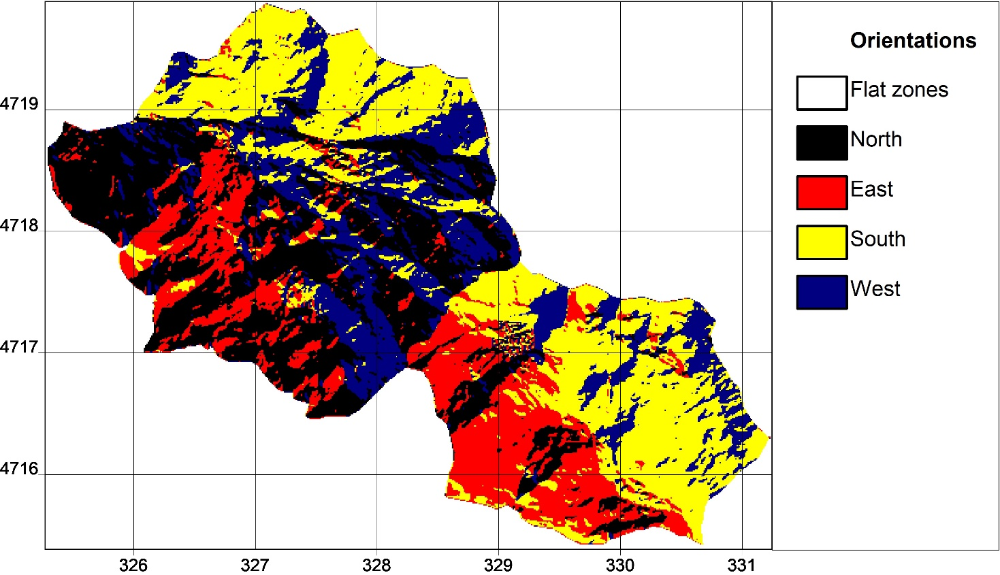 Orientations
Flat zones
North
East
South
West
4719
4718
4717
4716
326 327 328 329 330 331